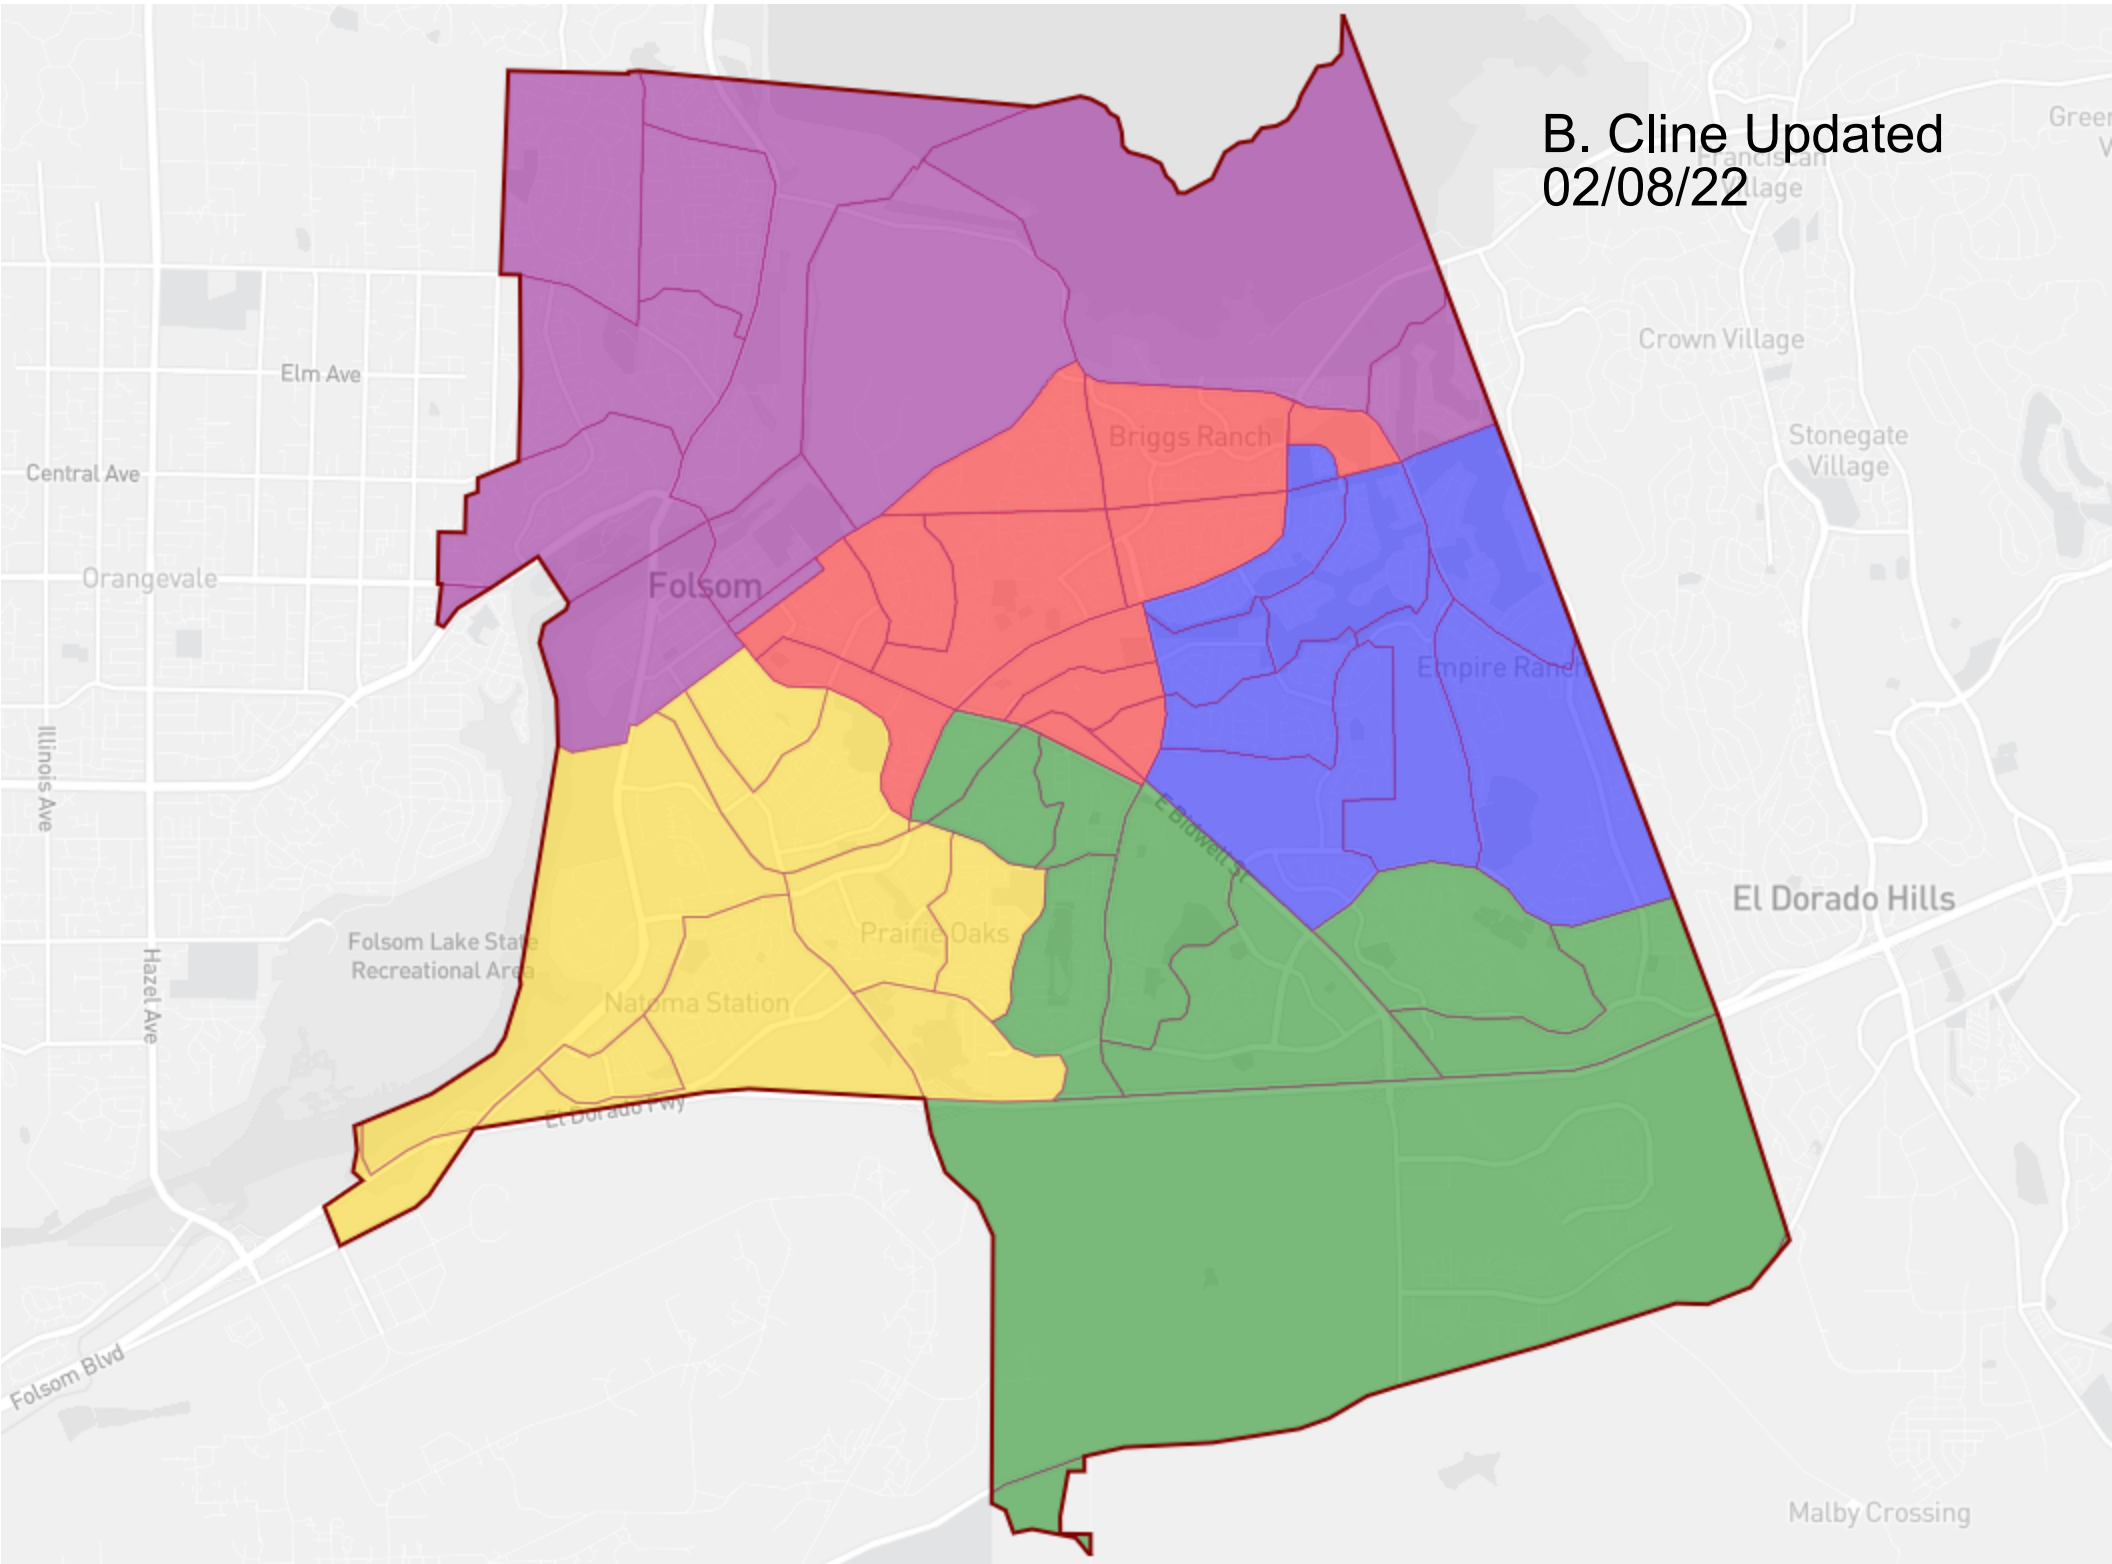 B. Cline Updated
02/08/22
Franciscan
Village
Crown Village
Elm Ave
Briggs Ranch
Stonegate
Village
Central Ave
Orangevale
Folsom
Empire Ranch
Illinois Ave
E Bidwell St
El Dorado Hills
Prairie Oaks
Folsom Lake State
Recreational Area
Hazel Ave
Natoma Station
El Dorado Fwy
Folsom Blvd
Malby Crossing